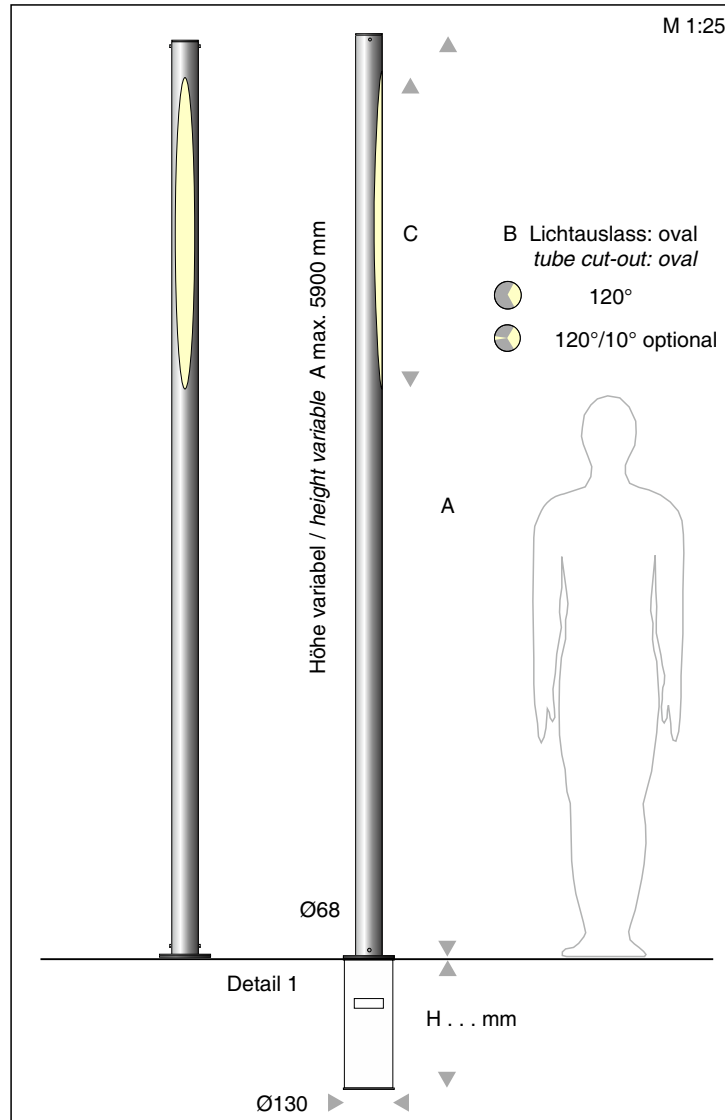 M 1:25
C
B Lichtauslass: oval
tube cut-out: oval
120°
120°/10° optional
Höhe variabel / height variable A max. 5900 mm
A
Ø68
Detail 1
H . . . mm
Ø130